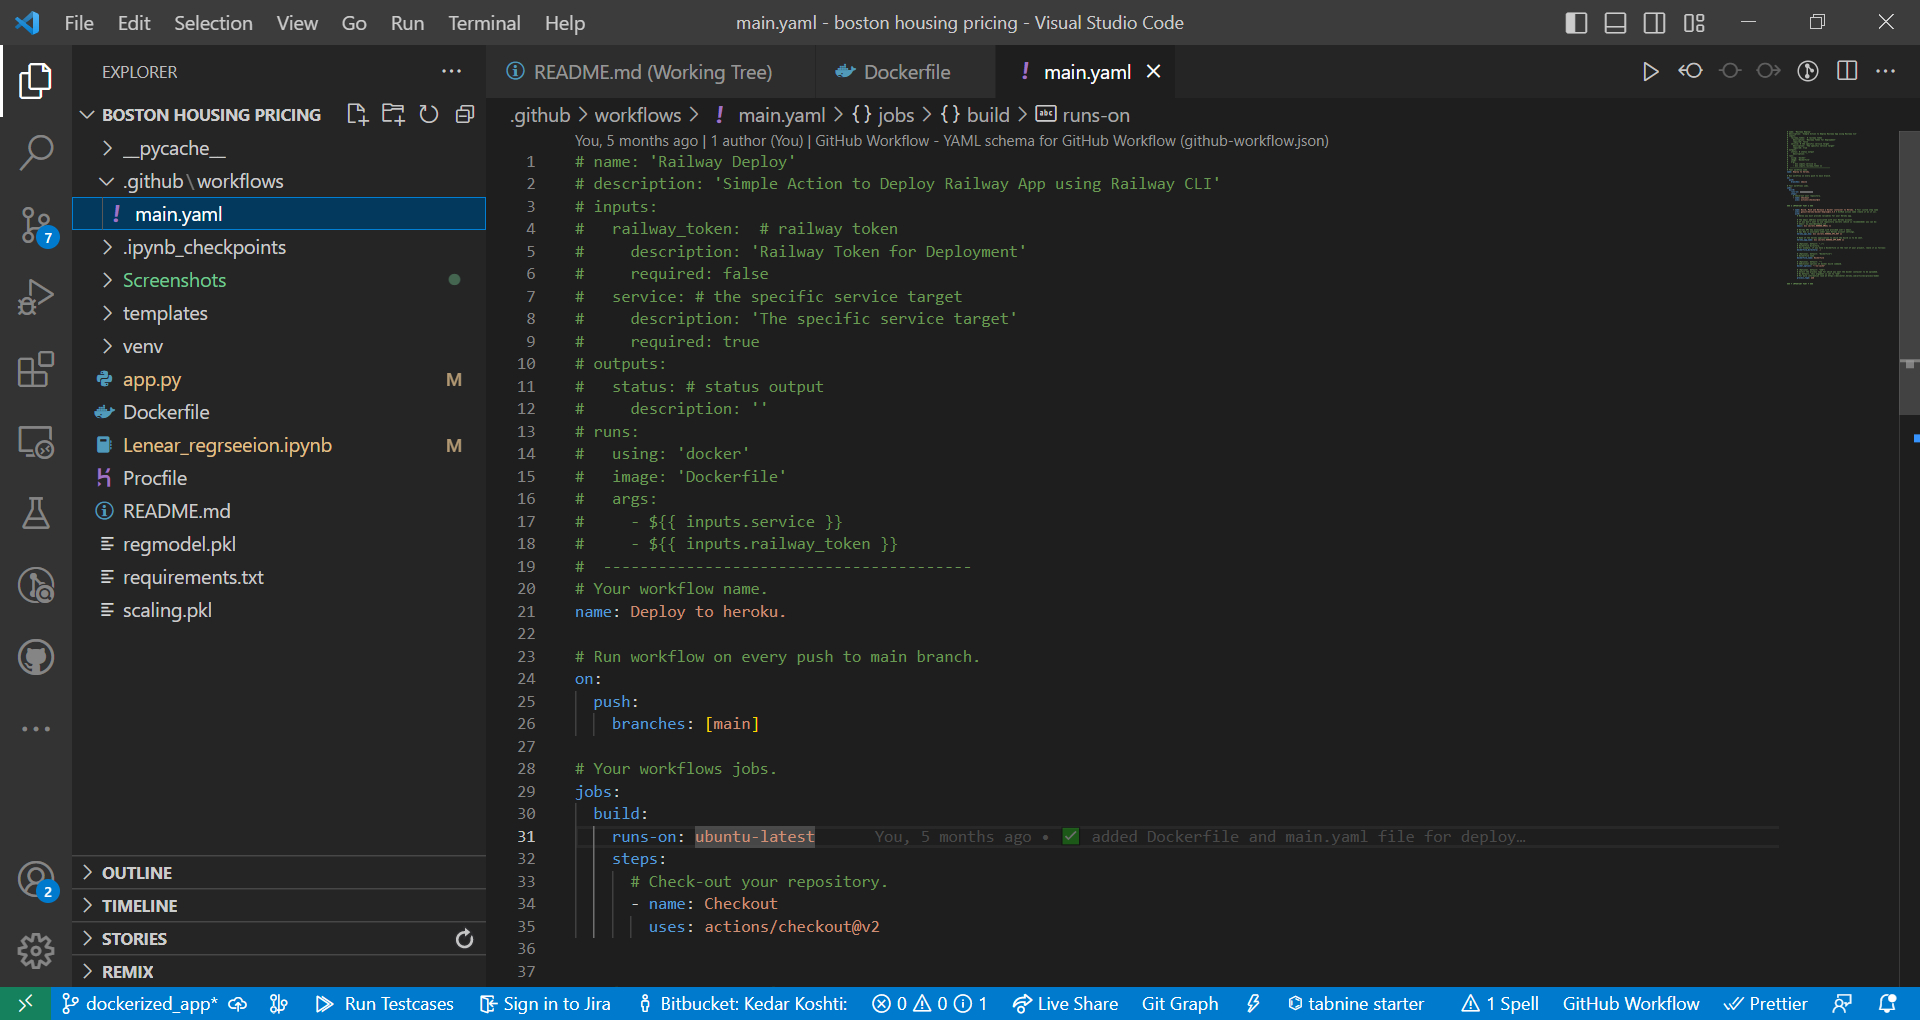 File Edit Selection View Go Run Terminal Help
main.yaml - boston housing pricing - Visual Studio Code
EXPLORER
README.md (Working Tree)
Dockerfile
main.yaml
BOSTON HOUSING PRICING
__pycache__
.github\workflows
main.yaml
.ipynb_checkpoints
Screenshots
templates
venv
app.py M
Dockerfile
Lenear_regrseeion.ipynb M
Procfile
README.md
regmodel.pkl
requirements.txt
scaling.pkl
OUTLINE
TIMELINE
STORIES
REMIX
7
2
.github > workflows > ! main.yaml > {} jobs > {} build > abc runs-on
You, 5 months ago | 1 author (You) | GitHub Workflow - YAML schema for GitHub Workflow (github-workflow.json)
1 # name: 'Railway Deploy'
2 # description: 'Simple Action to Deploy Railway App using Railway CLI'
3 # inputs:
4 #   railway_token:  # railway token
5 #     description: 'Railway Token for Deployment'
6 #     required: false
7 #   service: # the specific service target
8 #     description: 'The specific service target'
9 #     required: true
10 # outputs:
11 #   status: # status output
12 #     description: ''
13 # runs:
14 #   using: 'docker'
15 #   image: 'Dockerfile'
16 #   args:
17 #     - ${{ inputs.service }}
18 #     - ${{ inputs.railway_token }}
19 #  ----------------------------------------
20 # Your workflow name.
21 name: Deploy to heroku.
22
23 # Run workflow on every push to main branch.
24 on:
25   push:
26     branches: [main]
27
28 # Your workflows jobs.
29 jobs:
30   build:
31     runs-on: ubuntu-latest You, 5 months ago • ✅ added Dockerfile and main.yaml file for deploy…
32     steps:
33       # Check-out your repository.
34       - name: Checkout
35         uses: actions/checkout@v2
36
37
dockerized_app* Run Testcases Sign in to Jira Bitbucket: Kedar Koshti: 0 0 1 Live Share Git Graph tabnine starter 1 Spell GitHub Workflow Prettier